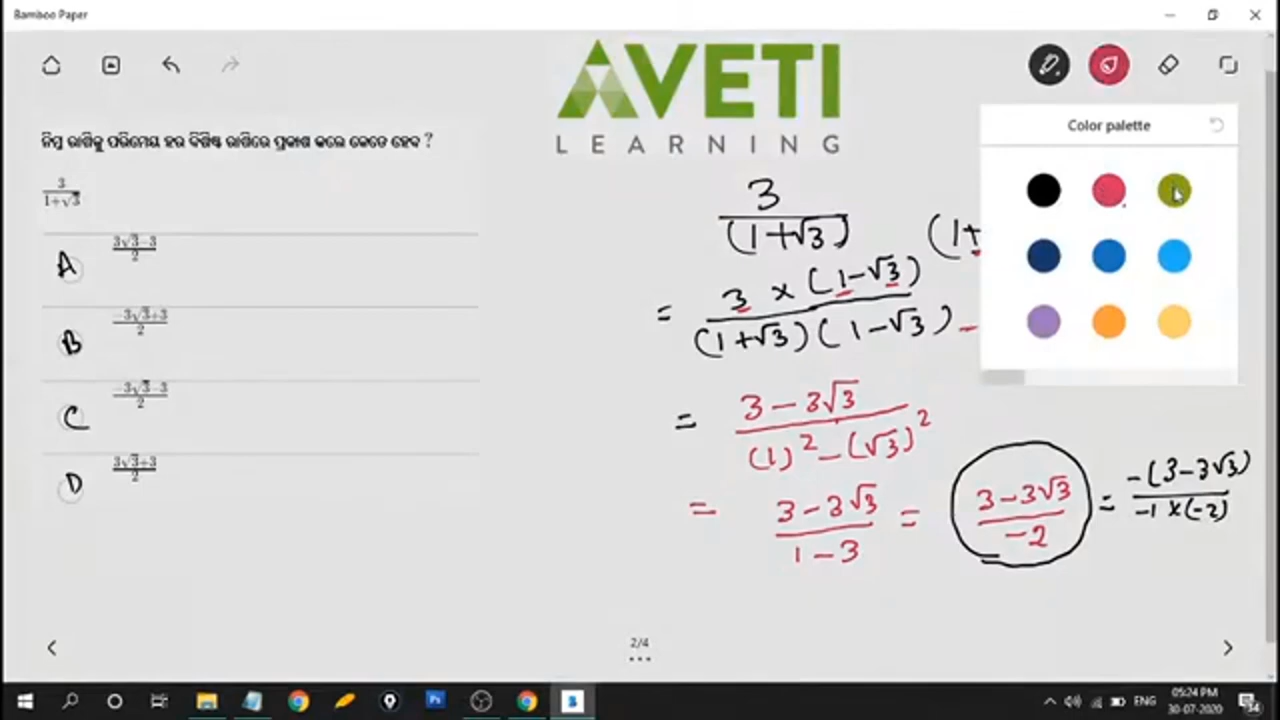 Bamboo Paper
AVETI
LEARNING
ନିମ୍ନ ରାଶିକୁ ପରିମେୟ ହର ବିଶିଷ୍ଟ ରାଶିରେ ପ୍ରକାଶ କଲେ କେତେ ହେବ ?
3/(1+√3)
A (3√3−3)/2
B (−3√3+3)/2
C (−3√3−3)/2
D (3√3+3)/2
Color palette
3/(1+√3) (1+
= 3×(1−√3)/(1+√3)(1−√3)
= (3−3√3)/((1)²−(√3)²)
= (3−3√3)/(1−3) = (3−3√3)/−2 = −(3−3√3)/(−1×(−2))
2/4
ENG
05:24 PM
30-07-2020
34